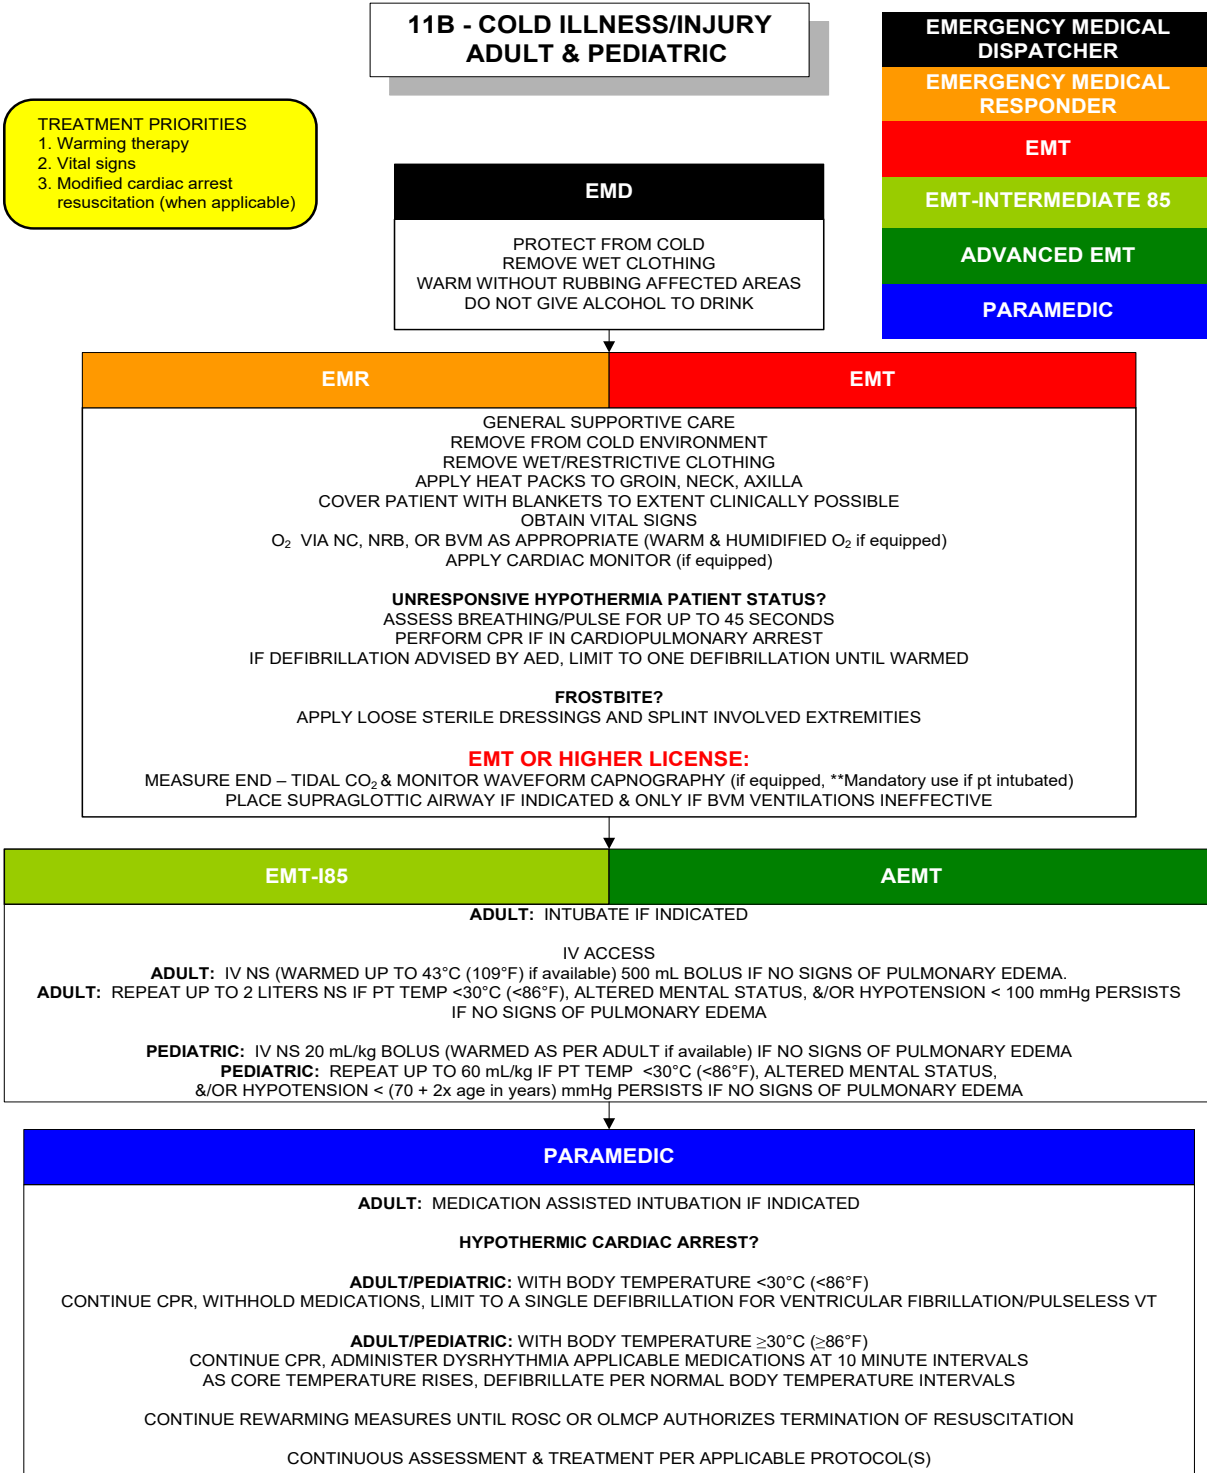 11B - COLD ILLNESS/INJURY
ADULT & PEDIATRIC
EMERGENCY MEDICAL
DISPATCHER
EMERGENCY MEDICAL
RESPONDER
EMT
EMT-INTERMEDIATE 85
ADVANCED EMT
PARAMEDIC
TREATMENT PRIORITIES
1. Warming therapy
2. Vital signs
3. Modified cardiac arrest
resuscitation (when applicable)
EMD
PROTECT FROM COLD
REMOVE WET CLOTHING
WARM WITHOUT RUBBING AFFECTED AREAS
DO NOT GIVE ALCOHOL TO DRINK
EMR
EMT
GENERAL SUPPORTIVE CARE
REMOVE FROM COLD ENVIRONMENT
REMOVE WET/RESTRICTIVE CLOTHING
APPLY HEAT PACKS TO GROIN, NECK, AXILLA
COVER PATIENT WITH BLANKETS TO EXTENT CLINICALLY POSSIBLE
OBTAIN VITAL SIGNS
O₂ VIA NC, NRB, OR BVM AS APPROPRIATE (WARM & HUMIDIFIED O₂ if equipped)
APPLY CARDIAC MONITOR (if equipped)
UNRESPONSIVE HYPOTHERMIA PATIENT STATUS?
ASSESS BREATHING/PULSE FOR UP TO 45 SECONDS
PERFORM CPR IF IN CARDIOPULMONARY ARREST
IF DEFIBRILLATION ADVISED BY AED, LIMIT TO ONE DEFIBRILLATION UNTIL WARMED
FROSTBITE?
APPLY LOOSE STERILE DRESSINGS AND SPLINT INVOLVED EXTREMITIES
EMT OR HIGHER LICENSE:
MEASURE END – TIDAL CO₂ & MONITOR WAVEFORM CAPNOGRAPHY (if equipped, **Mandatory use if pt intubated)
PLACE SUPRAGLOTTIC AIRWAY IF INDICATED & ONLY IF BVM VENTILATIONS INEFFECTIVE
EMT-I85
AEMT
ADULT: INTUBATE IF INDICATED
IV ACCESS
ADULT: IV NS (WARMED UP TO 43°C (109°F) if available) 500 mL BOLUS IF NO SIGNS OF PULMONARY EDEMA.
ADULT: REPEAT UP TO 2 LITERS NS IF PT TEMP <30°C (<86°F), ALTERED MENTAL STATUS, &/OR HYPOTENSION < 100 mmHg PERSISTS
IF NO SIGNS OF PULMONARY EDEMA
PEDIATRIC: IV NS 20 mL/kg BOLUS (WARMED AS PER ADULT if available) IF NO SIGNS OF PULMONARY EDEMA
PEDIATRIC: REPEAT UP TO 60 mL/kg IF PT TEMP <30°C (<86°F), ALTERED MENTAL STATUS,
&/OR HYPOTENSION < (70 + 2x age in years) mmHg PERSISTS IF NO SIGNS OF PULMONARY EDEMA
PARAMEDIC
ADULT: MEDICATION ASSISTED INTUBATION IF INDICATED
HYPOTHERMIC CARDIAC ARREST?
ADULT/PEDIATRIC: WITH BODY TEMPERATURE <30°C (<86°F)
CONTINUE CPR, WITHHOLD MEDICATIONS, LIMIT TO A SINGLE DEFIBRILLATION FOR VENTRICULAR FIBRILLATION/PULSELESS VT
ADULT/PEDIATRIC: WITH BODY TEMPERATURE ≥30°C (≥86°F)
CONTINUE CPR, ADMINISTER DYSRHYTHMIA APPLICABLE MEDICATIONS AT 10 MINUTE INTERVALS
AS CORE TEMPERATURE RISES, DEFIBRILLATE PER NORMAL BODY TEMPERATURE INTERVALS
CONTINUE REWARMING MEASURES UNTIL ROSC OR OLMCP AUTHORIZES TERMINATION OF RESUSCITATION
CONTINUOUS ASSESSMENT & TREATMENT PER APPLICABLE PROTOCOL(S)